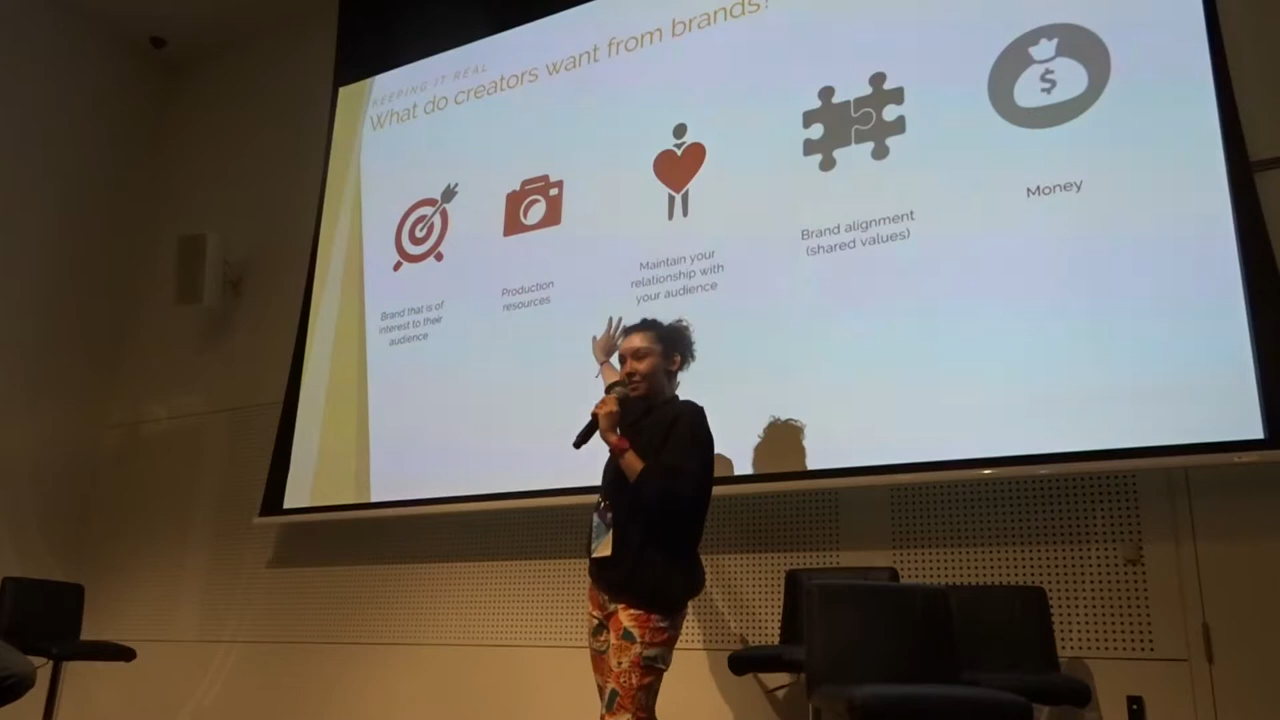 KEEPING IT REAL
What do creators want from brands?
Brand that is of
interest to their
audience
Production
resources
Maintain your
relationship with
your audience
Brand alignment
(shared values)
$
Money